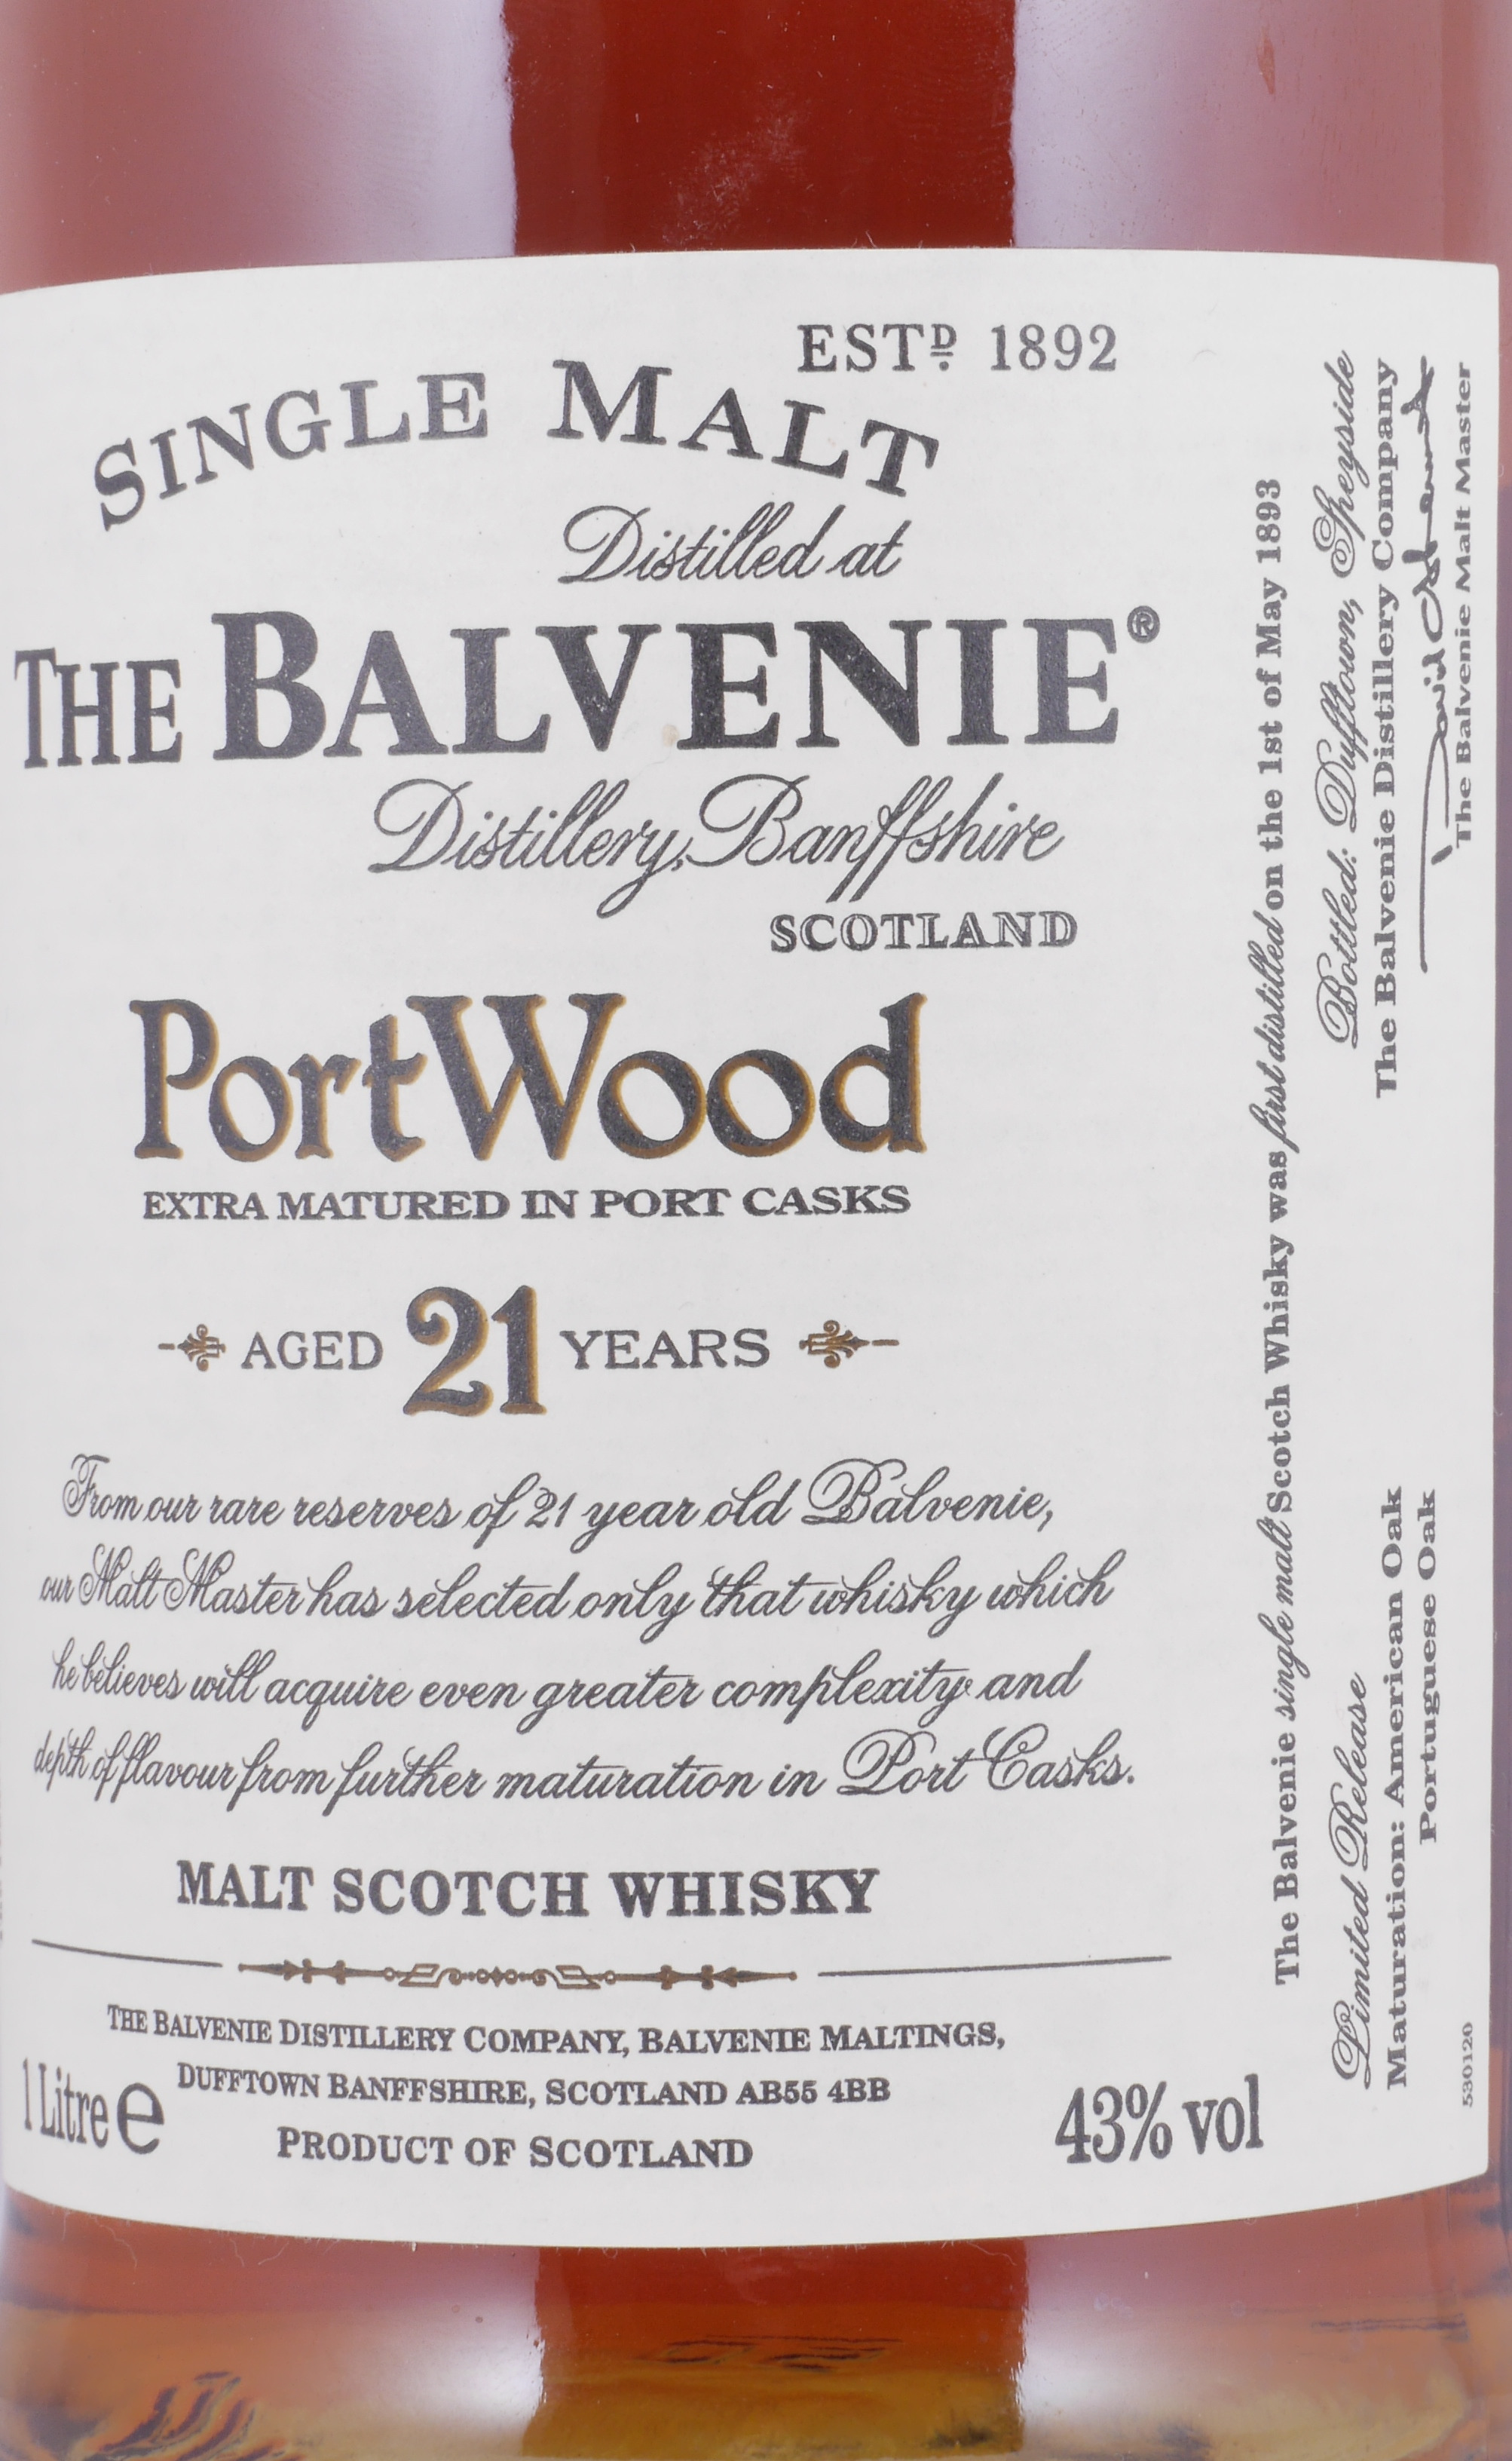 ESTD. 1892
SINGLE MALT
Distilled at
THE BALVENIE®
Distillery, Banffshire
SCOTLAND
PortWood
EXTRA MATURED IN PORT CASKS
AGED 21 YEARS
From our rare reserves of 21 year old Balvenie,
our Malt Master has selected only that whisky which
he believes will acquire even greater complexity and
depth of flavour from further maturation in Port Casks.
MALT SCOTCH WHISKY
THE BALVENIE DISTILLERY COMPANY, BALVENIE MALTINGS,
DUFFTOWN BANFFSHIRE, SCOTLAND AB55 4BB
PRODUCT OF SCOTLAND
1 Litre e
43% vol
The Balvenie single malt Scotch Whisky was first distilled on the 1st of May 1893
Limited Release
Maturation: American Oak
Portuguese Oak
530120
Bottled: Dufftown, Speyside
The Balvenie Distillery Company
The Balvenie Malt Master